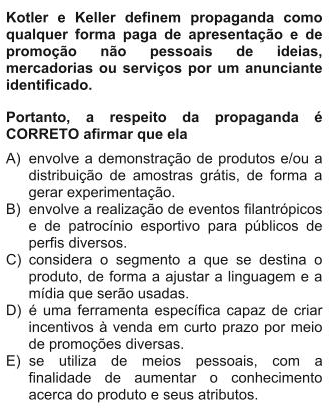 Kotler e Keller definem propaganda como
qualquer forma paga de apresentação e de
promoção não pessoais de ideias,
mercadorias ou serviços por um anunciante
identificado.
Portanto, a respeito da propaganda é
CORRETO afirmar que ela
A) envolve a demonstração de produtos e/ou a
distribuição de amostras grátis, de forma a
gerar experimentação.
B) envolve a realização de eventos filantrópicos
e de patrocínio esportivo para públicos de
perfis diversos.
C) considera o segmento a que se destina o
produto, de forma a ajustar a linguagem e a
mídia que serão usadas.
D) é uma ferramenta específica capaz de criar
incentivos à venda em curto prazo por meio
de promoções diversas.
E) se utiliza de meios pessoais, com a
finalidade de aumentar o conhecimento
acerca do produto e seus atributos.